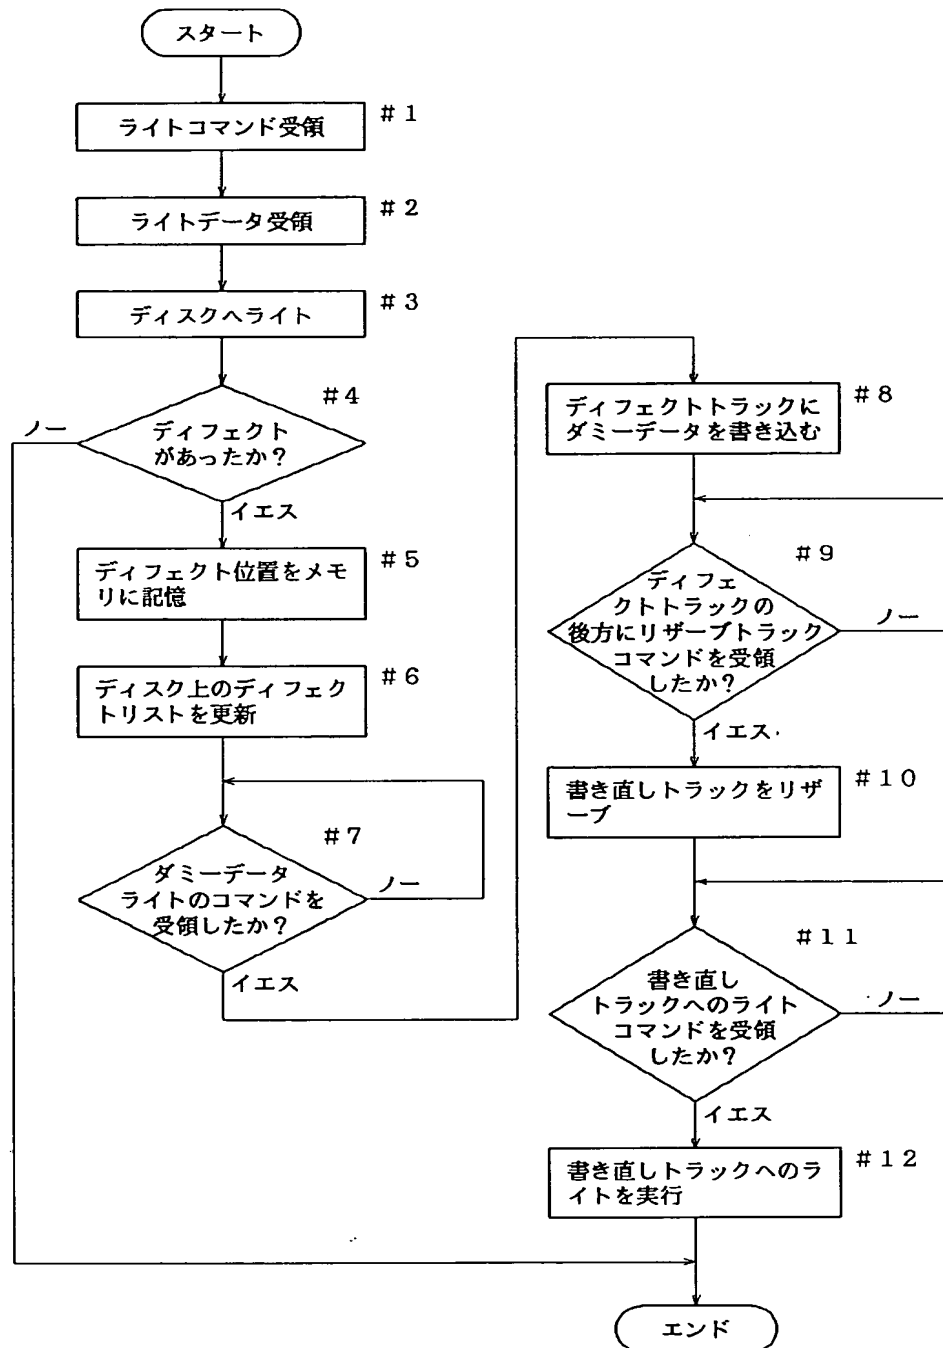 スタート
ライトコマンド受領
#1
ライトデータ受領
#2
ディスクへライト
#3
#4
ディフェクト
があったか?
ノー
イエス
#5
ディフェクト位置をメモ
リに記憶
#6
ディスク上のディフェク
トリストを更新
#7
ダミーデータ
ライトのコマンドを
受領したか?
ノー
イエス
#8
ディフェクトトラックに
ダミーデータを書き込む
#9
ディフェ
クトトラックの
後方にリザーブトラック
コマンドを受領
したか?
ノー
イエス
#10
書き直しトラックをリザ
ーブ
#11
書き直し
トラックへのライト
コマンドを受領
したか?
ノー
イエス
#12
書き直しトラックへのラ
イトを実行
エンド